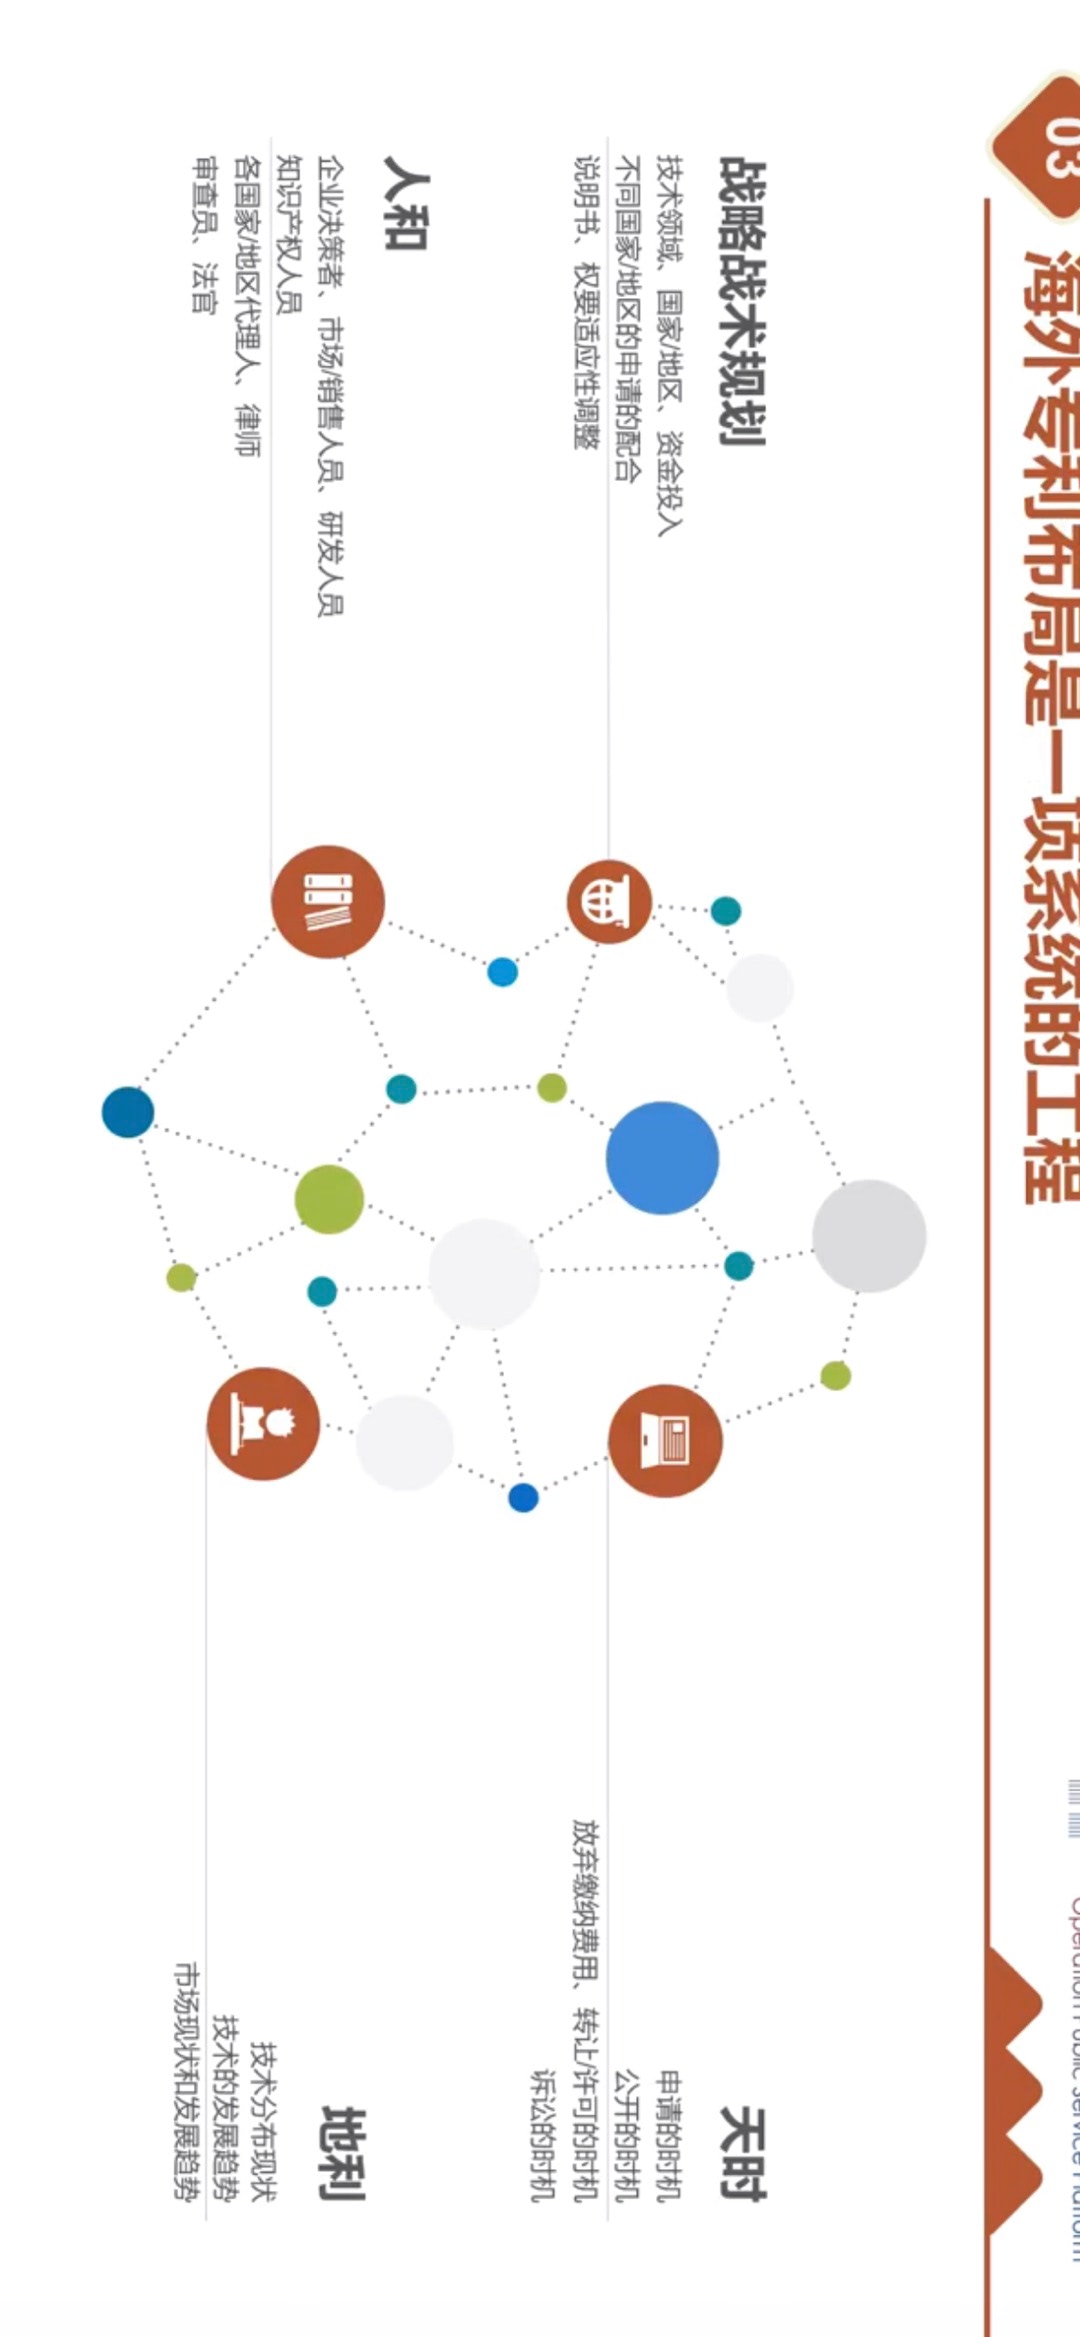 03
海外专利布局是一项系统的工程
Operation Public Service Platform
战略战术规划
技术领域、国家/地区、资金投入
不同国家/地区的申请的配合
说明书、权要适应性调整
天时
申请的时机
公开的时机
放弃缴纳费用、转让/许可的时机
诉讼的时机
人和
企业决策者、市场/销售人员、研发人员
知识产权人员
各国家/地区代理人、律师
审查员、法官
地利
技术分布现状
技术的发展趋势
市场现状和发展趋势